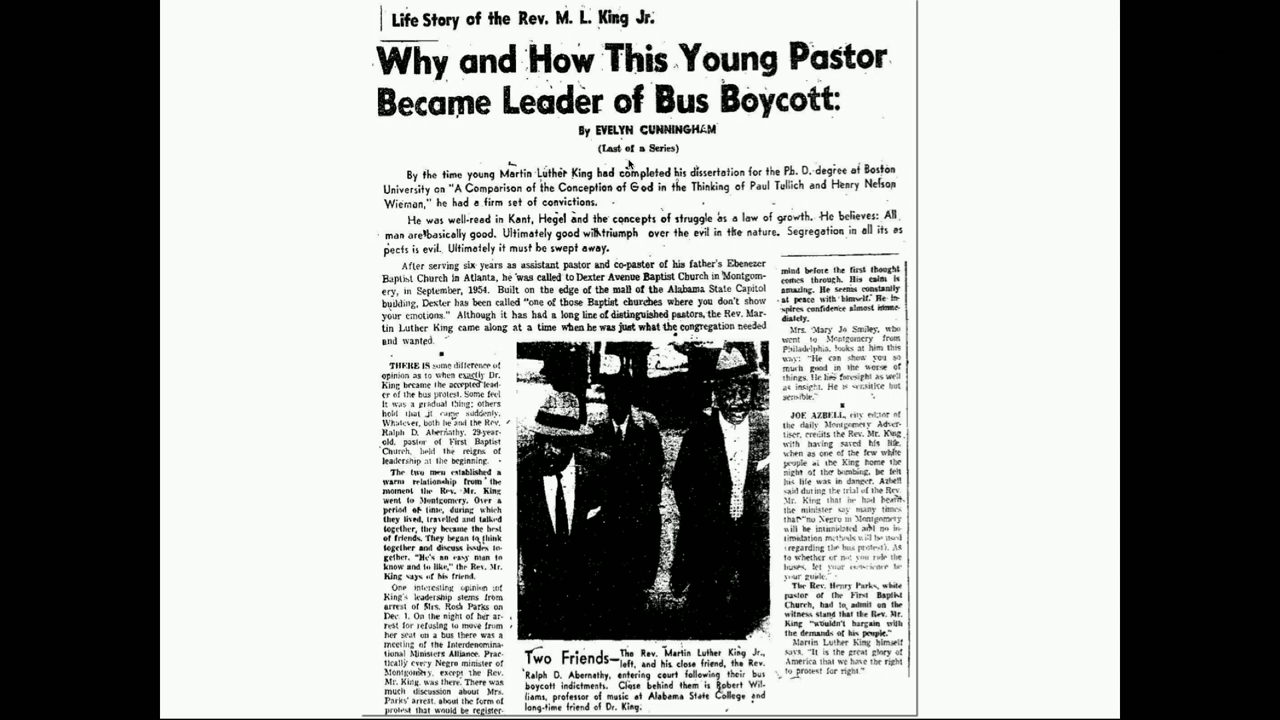 Life Story of the Rev. M. L. King Jr.
Why and How This Young Pastor
Became Leader of Bus Boycott:
By EVELYN CUNNINGHAM
(Last of a Series)
By the time young Martin Luther King had completed his dissertation for the Ph. D. degree at Boston
University on "A Comparison of the Conception of God in the Thinking of Paul Tullich and Henry Nelson
Wieman," he had a firm set of convictions.
He was well-read in Kant, Hegel and the concepts of struggle as a law of growth. He believes: All
man are basically good. Ultimately good will triumph over the evil in the nature. Segregation in all its as
pects is evil. Ultimately it must be swept away.
After serving six years as assistant pastor and co-paster of his father's Ebenezer
Baptist Church in Atlanta, he was called to Dexter Avenue Baptist Church in Montgom-
ery, in September, 1954. Built on the edge of the mall of the Alabama State Capitol
building, Dexter has been called "one of those Baptist churches where you don't show
your emotions." Although it has had a long line of distinguished pastors, the Rev. Mar-
tin Luther King came along at a time when he was just what the congregation needed
and wanted.
THERE IS some difference of
opinion as to when exactly Dr.
King became the accepted lead-
er of the bus protest. Some feel
it was a gradual thing; others
hold that it came suddenly.
Whatever, both he and the Rev.
Ralph D. Abernathy, 29-year-
old, pastor of First Baptist
Church, held the reigns of
leadership at the beginning.
The two men established a
warm relationship from the
moment the Rev. Mr. King
went to Montgomery. Over a
period of time, during which
they lived, travelled and talked
together, they became the best
of friends. They began to think
together and discuss issues to-
gether. "He's an easy man to
know and to like," the Rev. Mr.
King says of his friend.
One interesting opinion of
King's leadership stems from
arrest of Mrs. Rosh Parks on
Dec. 1. On the night of her ar-
rest for refusing to move from
her seat on a bus there was a
meeting of the Interdenomina-
tional Ministers Alliance. Prac-
tically every Negro minister of
Montgomery, except the Rev.
Mr. King, was there. There was
much discussion about Mrs.
Parks' arrest, about the form of
protest that would be register-
Two Friends—The Rev. Martin Luther King Jr.,
left, and his close friend, the Rev.
Ralph D. Abernathy, entering court following their bus
boycott indictments. Close behind them is Robert Wil-
liams, professor of music at Alabama State College and
long-time friend of Dr. King.
mind before the first thought
comes through. His calm is
amazing. He seems constantly
at peace with himself. He in-
spires confidence almost imme-
diately.
Mrs. Mary Jo Smiley, who
went to Montgomery from
Philadelphia, looks at him this
way: "He can show you so
much good in the worse of
things. He has foresight as well
as insight. He is sensitive but
sensible."
JOE AZBELL, city editor of
the daily Montgomery Adver-
tiser, credits the Rev. Mr. King
with having saved his life,
when as one of the few white
people at the King home the
night of the bombing, he felt
his life was in danger. Azbell
said during the trial of the Rev.
Mr. King that he had heard
the minister say many times
that "no Negro in Montgomery
will be intimidated and no in-
timidation methods will be used
(regarding the bus protest). As
to whether or not you ride the
buses, let your conscience be
your guide."
The Rev. Henry Parks, white
pastor of the First Baptist
Church, had to admit on the
witness stand that the Rev. Mr.
King "wouldn't bargain with
the demands of his people."
Martin Luther King himself
says, "It is the great glory of
America that we have the right
to protest for right."